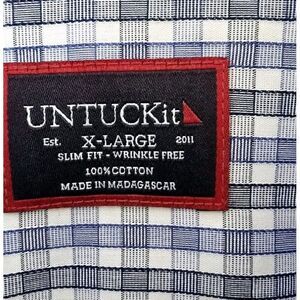 UNTUCKit
Est. X-LARGE 2011
SLIM FIT - WRINKLE FREE
100% COTTON
MADE IN MADAGASCAR